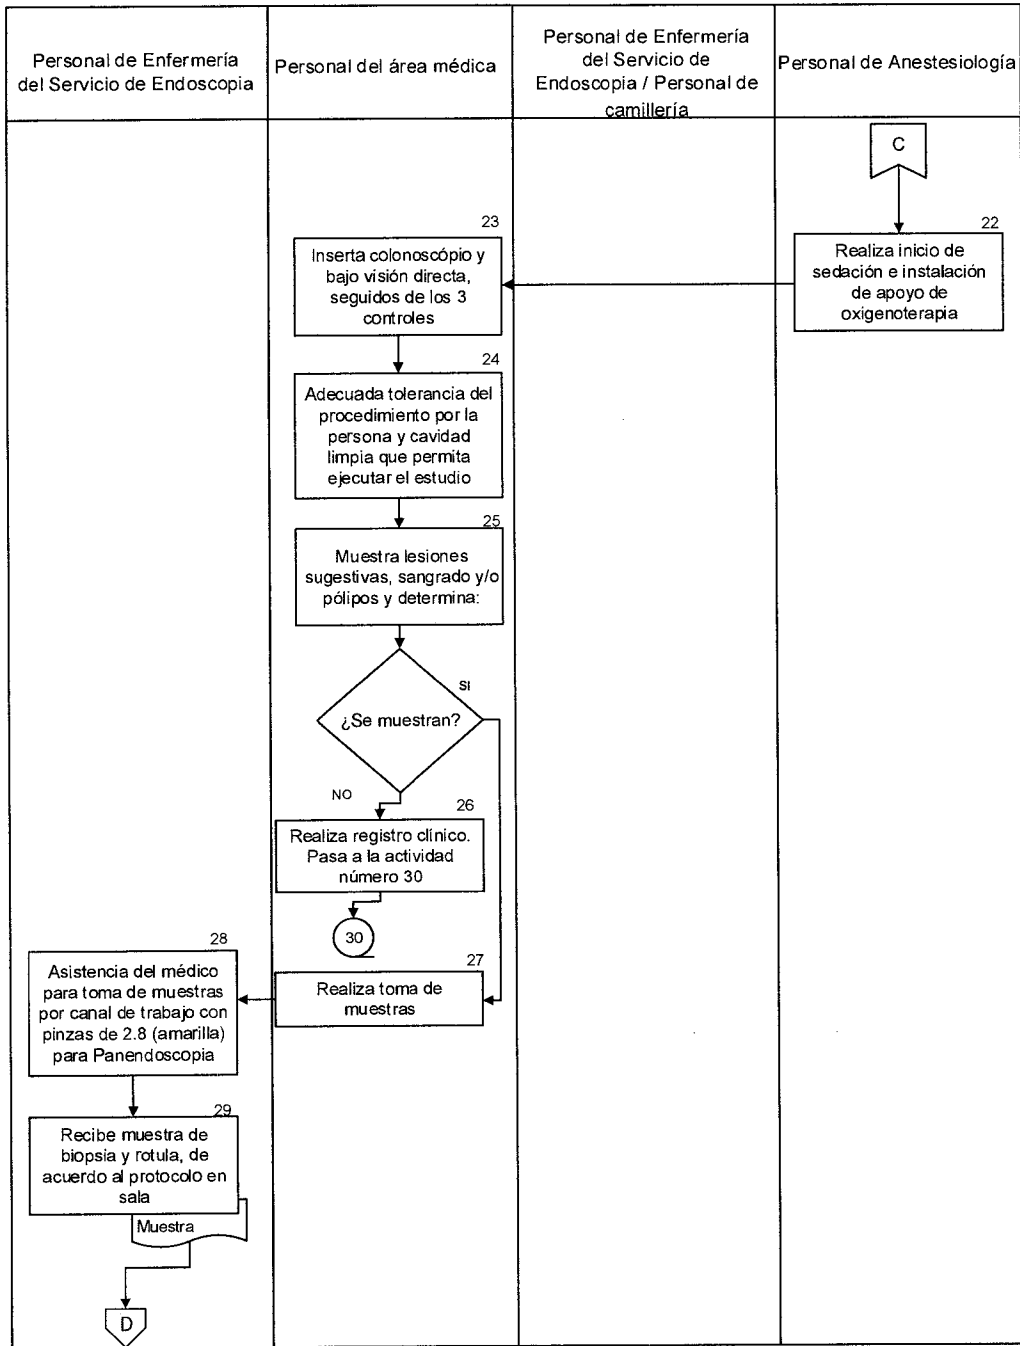 Personal de Enfermería
del Servicio de Endoscopia
Personal del área médica
Personal de Enfermería
del Servicio de
Endoscopia / Personal de
camillería
Personal de Anestesiología
C
22
Realiza inicio de
sedación e instalación
de apoyo de
oxigenoterapia
23
Inserta colonoscópio y
bajo visión directa,
seguidos de los 3
controles
24
Adecuada tolerancia del
procedimiento por la
persona y cavidad
limpia que permita
ejecutar el estudio
25
Muestra lesiones
sugestivas, sangrado y/o
pólipos y determina:
¿Se muestran?
SI
NO
26
Realiza registro clínico.
Pasa a la actividad
número 30
30
27
Realiza toma de
muestras
28
Asistencia del médico
para toma de muestras
por canal de trabajo con
pinzas de 2.8 (amarilla)
para Panendoscopia
29
Recibe muestra de
biopsia y rotula, de
acuerdo al protocolo en
sala
Muestra
D